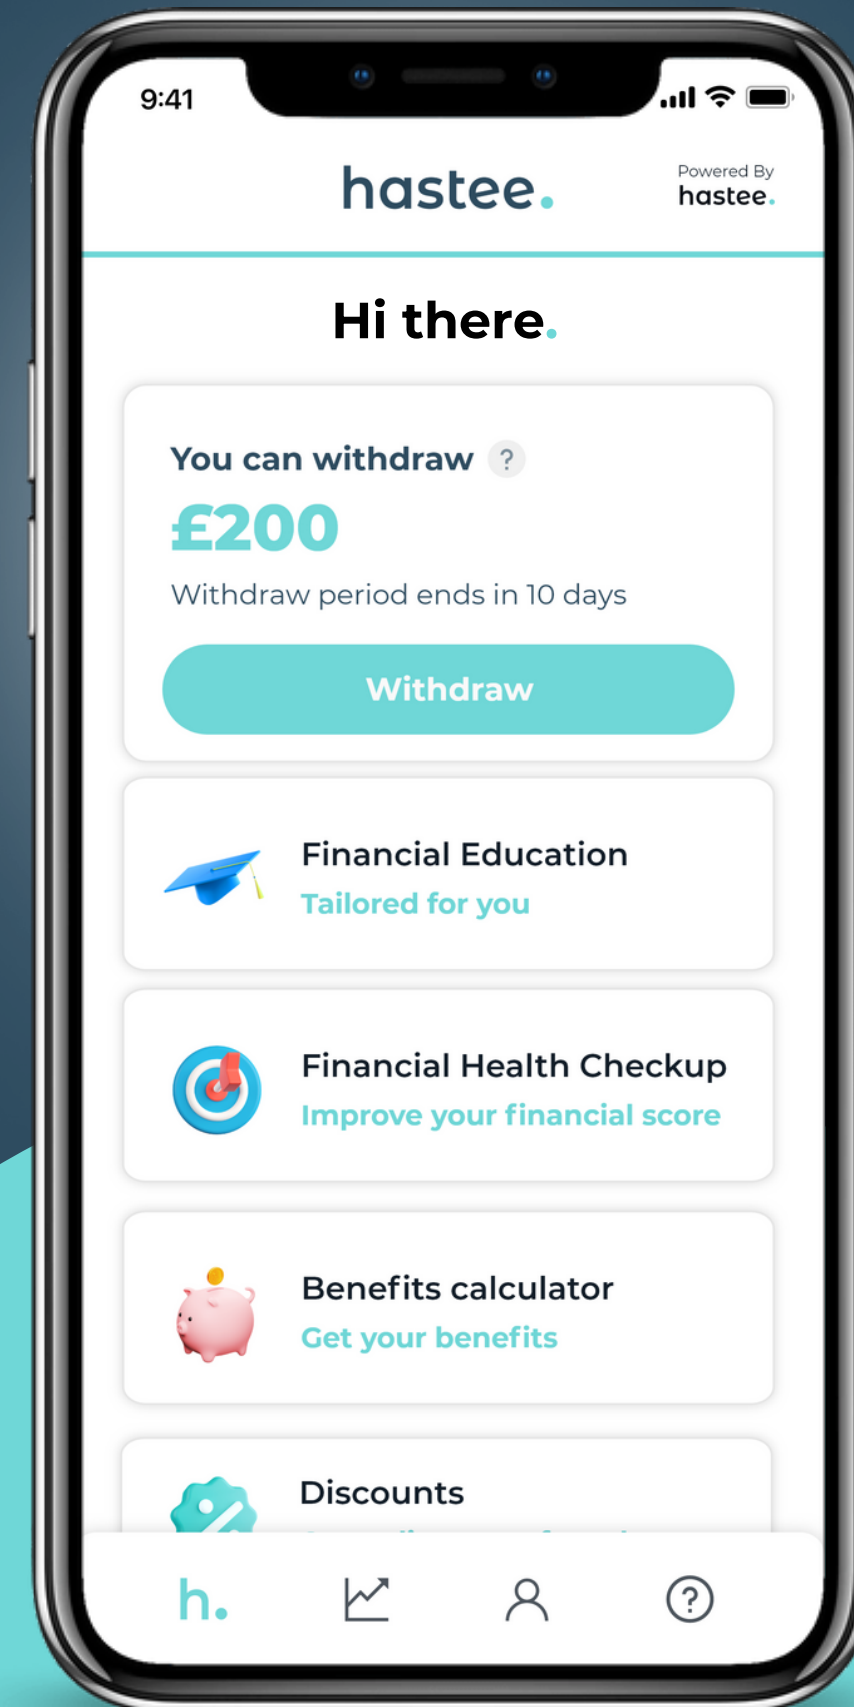 9:41
hastee.
Powered By
hastee.
Hi there.
You can withdraw ?
£200
Withdraw period ends in 10 days
Withdraw
Financial Education
Tailored for you
Financial Health Checkup
Improve your financial score
Benefits calculator
Get your benefits
Discounts
h.
?